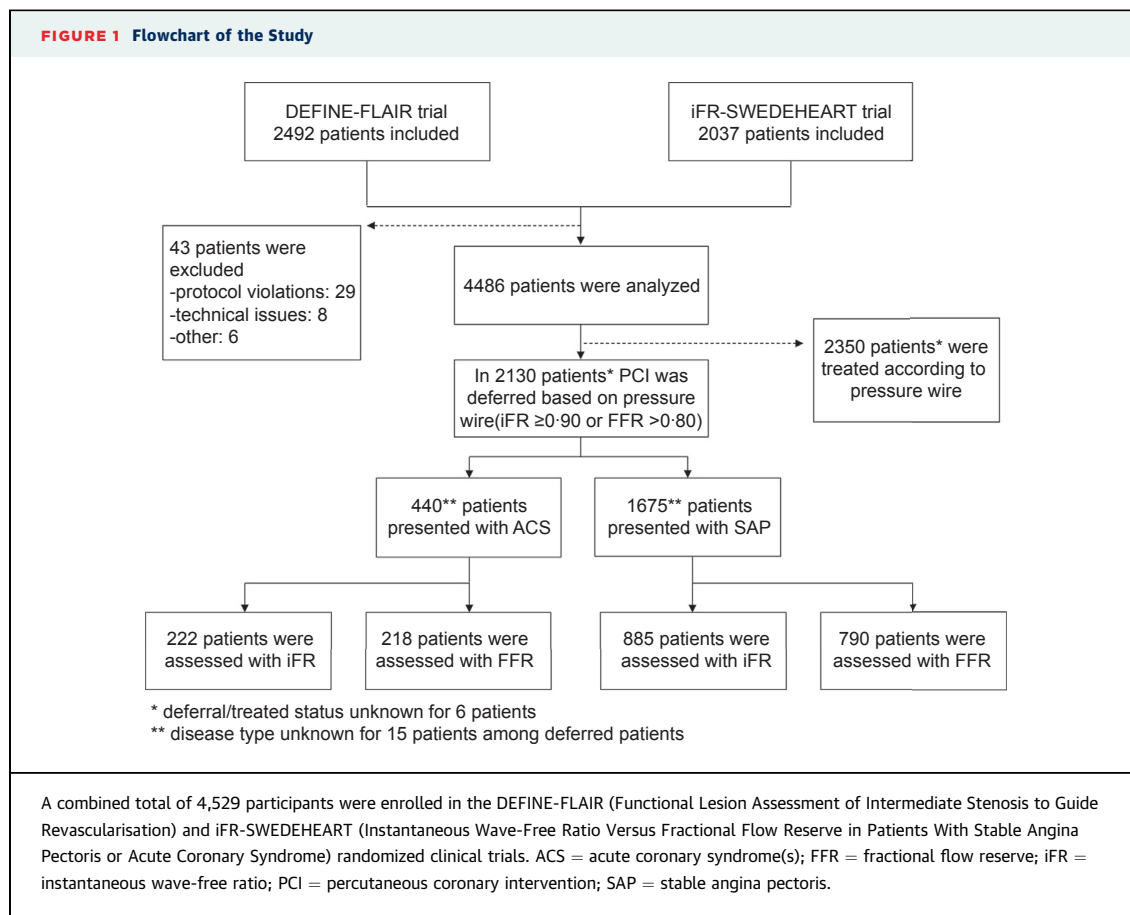 FIGURE 1 Flowchart of the Study
DEFINE-FLAIR trial
2492 patients included
iFR-SWEDEHEART trial
2037 patients included
43 patients were
excluded
-protocol violations: 29
-technical issues: 8
-other: 6
4486 patients were analyzed
2350 patients* were
treated according to
pressure wire
In 2130 patients* PCI was
deferred based on pressure
wire(iFR ≥0·90 or FFR >0·80)
440** patients
presented with ACS
1675** patients
presented with SAP
222 patients were
assessed with iFR
218 patients were
assessed with FFR
885 patients were
assessed with iFR
790 patients were
assessed with FFR
* deferral/treated status unknown for 6 patients
** disease type unknown for 15 patients among deferred patients
A combined total of 4,529 participants were enrolled in the DEFINE-FLAIR (Functional Lesion Assessment of Intermediate Stenosis to Guide
Revascularisation) and iFR-SWEDEHEART (Instantaneous Wave-Free Ratio Versus Fractional Flow Reserve in Patients With Stable Angina
Pectoris or Acute Coronary Syndrome) randomized clinical trials. ACS = acute coronary syndrome(s); FFR = fractional flow reserve; iFR =
instantaneous wave-free ratio; PCI = percutaneous coronary intervention; SAP = stable angina pectoris.